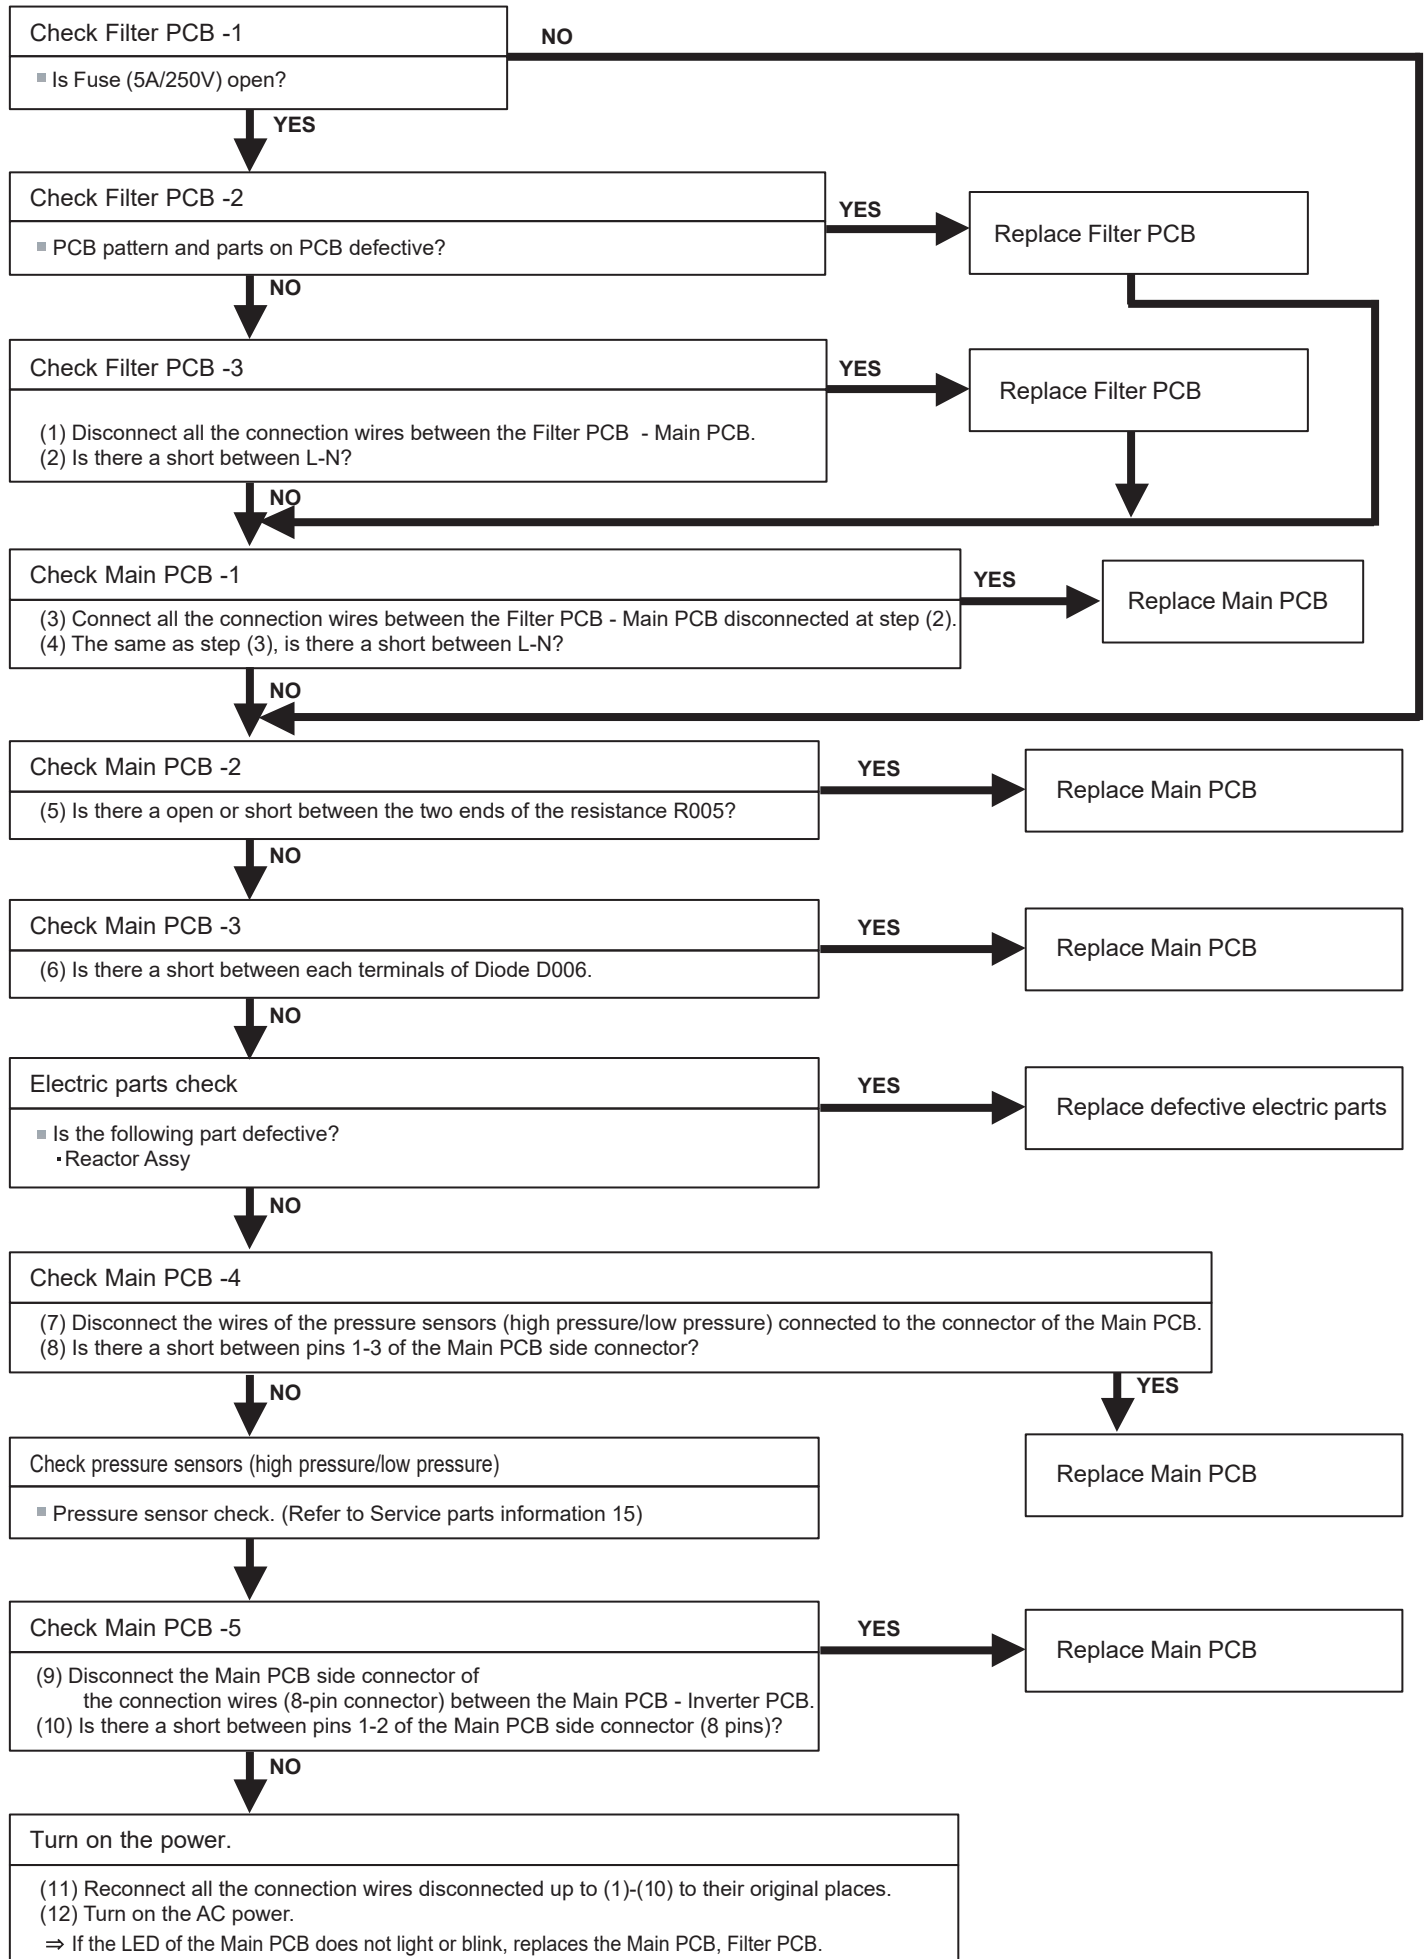 Check Filter PCB -1
NO
▪ Is Fuse (5A/250V) open?
YES
Check Filter PCB -2
YES
▪ PCB pattern and parts on PCB defective?
Replace Filter PCB
NO
Check Filter PCB -3
YES
Replace Filter PCB
(1) Disconnect all the connection wires between the Filter PCB - Main PCB.
(2) Is there a short between L-N?
NO
Check Main PCB -1
YES
Replace Main PCB
(3) Connect all the connection wires between the Filter PCB - Main PCB disconnected at step (2).
(4) The same as step (3), is there a short between L-N?
NO
Check Main PCB -2
YES
Replace Main PCB
(5) Is there a open or short between the two ends of the resistance R005?
NO
Check Main PCB -3
YES
Replace Main PCB
(6) Is there a short between each terminals of Diode D006.
NO
Electric parts check
YES
Replace defective electric parts
▪ Is the following part defective?
・Reactor Assy
NO
Check Main PCB -4
(7) Disconnect the wires of the pressure sensors (high pressure/low pressure) connected to the connector of the Main PCB.
(8) Is there a short between pins 1-3 of the Main PCB side connector?
NO
YES
Check pressure sensors (high pressure/low pressure)
Replace Main PCB
▪ Pressure sensor check. (Refer to Service parts information 15)
Check Main PCB -5
YES
Replace Main PCB
(9) Disconnect the Main PCB side connector of
the connection wires (8-pin connector) between the Main PCB - Inverter PCB.
(10) Is there a short between pins 1-2 of the Main PCB side connector (8 pins)?
NO
Turn on the power.
(11) Reconnect all the connection wires disconnected up to (1)-(10) to their original places.
(12) Turn on the AC power.
⇒ If the LED of the Main PCB does not light or blink, replaces the Main PCB, Filter PCB.